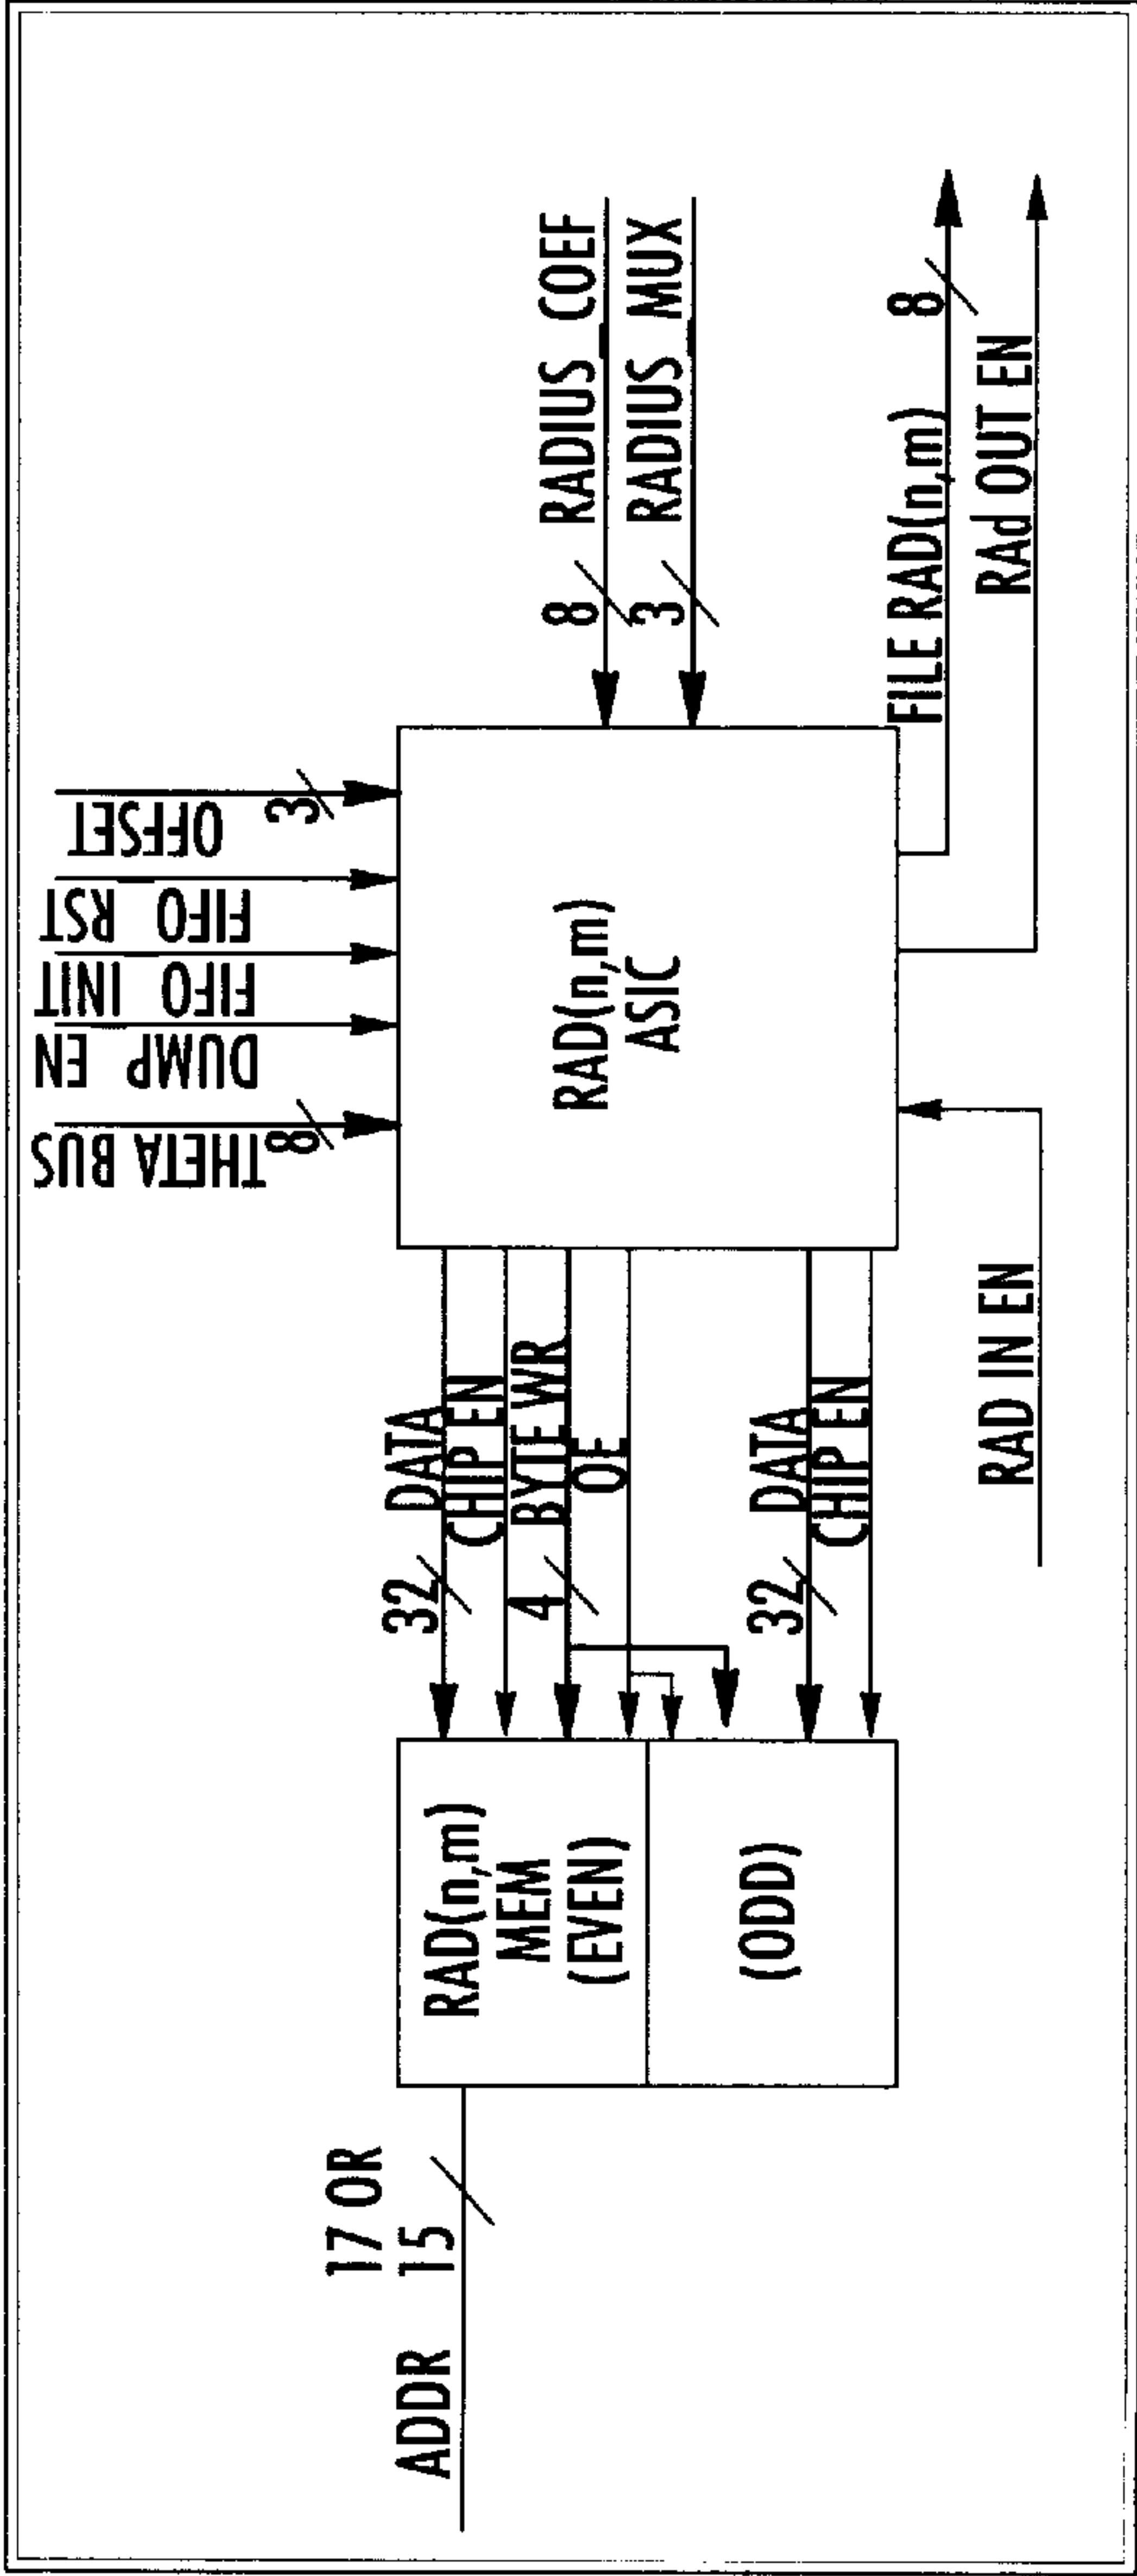 ADDR
17 OR
15
RAD(n,m)
MEM
(EVEN)
(ODD)
32
DATA
CHIP EN
4
BYTE WR
OE
32
DATA
CHIP EN
RAD IN EN
THETA BUS
8
DUMP EN
FIFO INIT
FIFO RST
OFFSET
3
RAD(n,m)
ASIC
8
RADIUS_COEF
3
RADIUS_MUX
FILE RAD(n,m)
8
RAd OUT EN